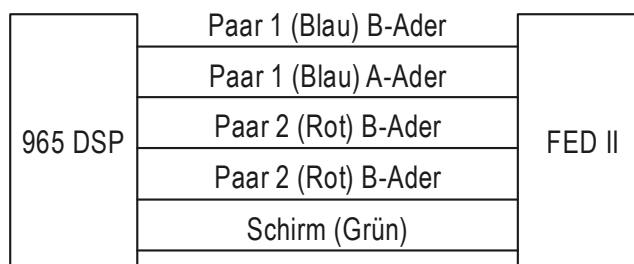 Paar 1 (Blau) B-Ader
Paar 1 (Blau) A-Ader
965 DSP
Paar 2 (Rot) B-Ader
FED II
Paar 2 (Rot) B-Ader
Schirm (Grün)